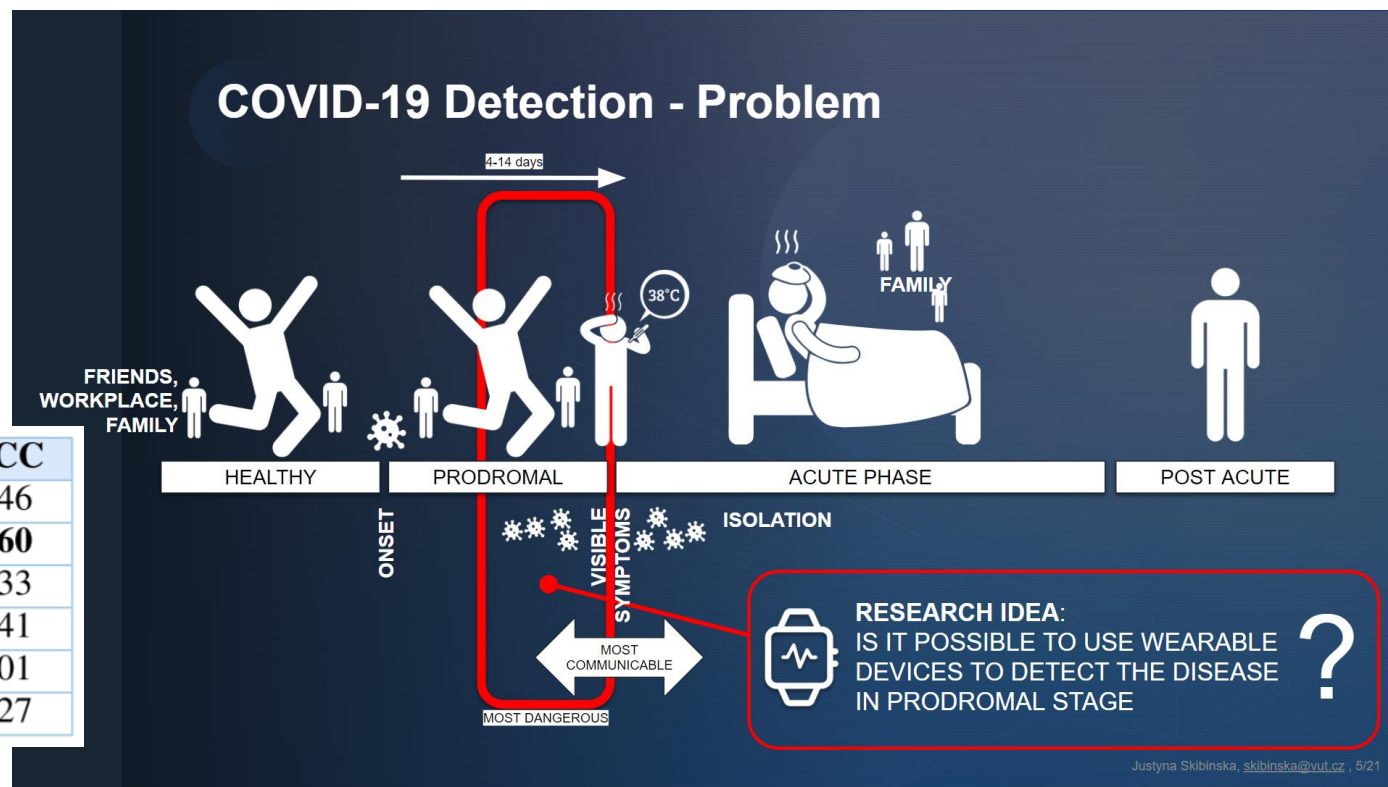 COVID-19 Detection - Problem
4-14 days
38°C
FAMILY
FRIENDS,
WORKPLACE,
FAMILY
HEALTHY
PRODROMAL
ACUTE PHASE
POST ACUTE
ONSET
VISIBLE
SYMPTOMS
ISOLATION
MOST
COMMUNICABLE
MOST DANGEROUS
RESEARCH IDEA:
IS IT POSSIBLE TO USE WEARABLE
DEVICES TO DETECT THE DISEASE
IN PRODROMAL STAGE
?
Justyna Skibinska, skibinska@vut.cz , 5/21
CC
46
60
33
41
01
27